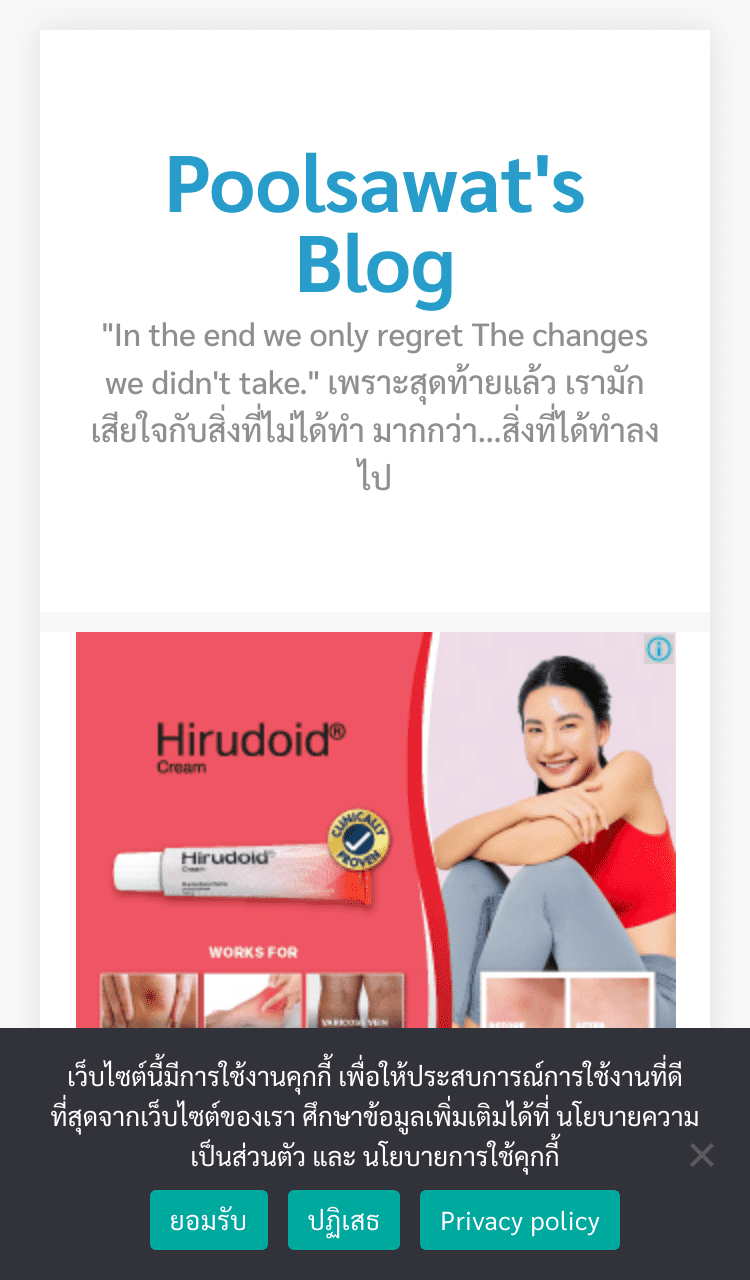 Poolsawat's
Blog
"In the end we only regret The changes
we didn't take." เพราะสุดท้ายแล้ว เรามัก
เสียใจกับสิ่งที่ไม่ได้ทำ มากกว่า...สิ่งที่ได้ทำลง
ไป
Hirudoid®
Cream
CLINICALLY
PROVEN
Hirudoid
Cream
WORKS FOR
VARICOSE VEIN
BEFORE
AFTER
เว็บไซต์นี้มีการใช้งานคุกกี้ เพื่อให้ประสบการณ์การใช้งานที่ดี
ที่สุดจากเว็บไซต์ของเรา ศึกษาข้อมูลเพิ่มเติมได้ที่ นโยบายความ
เป็นส่วนตัว และ นโยบายการใช้คุกกี้
ยอมรับ
ปฏิเสธ
Privacy policy